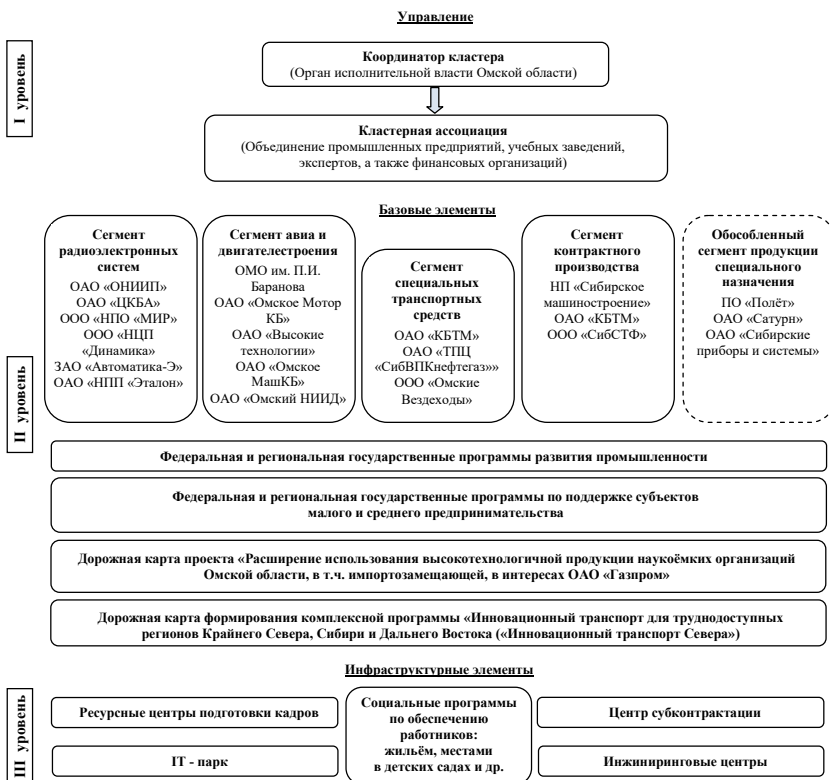 Управление
I уровень
Координатор кластера
(Орган исполнительной власти Омской области)
Кластерная ассоциация
(Объединение промышленных предприятий, учебных заведений,
экспертов, а также финансовых организаций)
Базовые элементы
II уровень
Сегмент
радиоэлектронных
систем
ОАО «ОНИИП»
ОАО «ЦКБА»
ООО «НПО «МИР»
ООО «НЦП
«Динамика»
ЗАО «Автоматика-Э»
ОАО «НПП «Эталон»
Сегмент авиа и
двигателестроения
ОМО им. П.И.
Баранова
ОАО «Омское Мотор
КБ»
ОАО «Высокие
технологии»
ОАО «Омское
МашКБ»
ОАО «Омский НИИД»
Сегмент
специальных
транспортных
средств
ОАО «КБТМ»
ОАО «ТПЦ
«СибВПКнефтегаз»»
ООО «Омские
Вездеходы»
Сегмент
контрактного
производства
НП «Сибирское
машиностроение»
ОАО «КБТМ»
ООО «СибСТФ»
Обособленный
сегмент продукции
специального
назначения
ПО «Полёт»
ОАО «Сатурн»
ОАО «Сибирские
приборы и системы»
Федеральная и региональная государственные программы развития промышленности
Федеральная и региональная государственные программы по поддержке субъектов
малого и среднего предпринимательства
Дорожная карта проекта «Расширение использования высокотехнологичной продукции наукоёмких организаций
Омской области, в т.ч. импортозамещающей, в интересах ОАО «Газпром»
Дорожная карта формирования комплексной программы «Инновационный транспорт для труднодоступных
регионов Крайнего Севера, Сибири и Дальнего Востока («Инновационный транспорт Севера»)
Инфраструктурные элементы
III уровень
Ресурсные центры подготовки кадров
IT - парк
Социальные программы
по обеспечению
работников:
жильём, местами
в детских садах и др.
Центр субконтрактации
Инжиниринговые центры